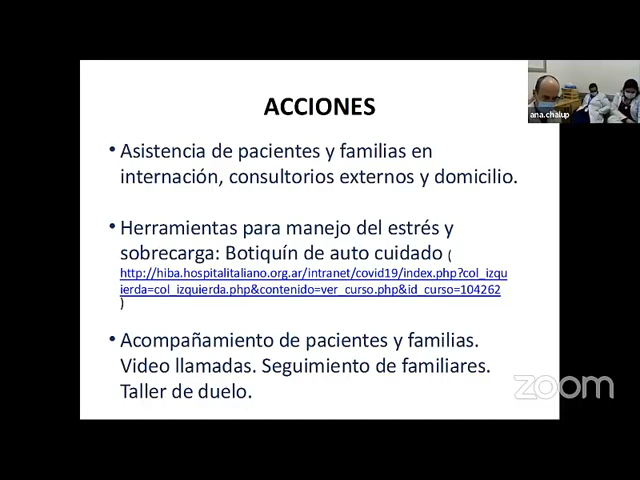 ACCIONES
ana.chalup
• Asistencia de pacientes y familias en
internación, consultorios externos y domicilio.
• Herramientas para manejo del estrés y
sobrecarga: Botiquín de auto cuidado (
http://hiba.hospitalitaliano.org.ar/intranet/covid19/index.php?col_izqu
ierda=col_izquierda.php&contenido=ver_curso.php&id_curso=104262
)
• Acompañamiento de pacientes y familias.
Video llamadas. Seguimiento de familiares.
Taller de duelo.
zoom